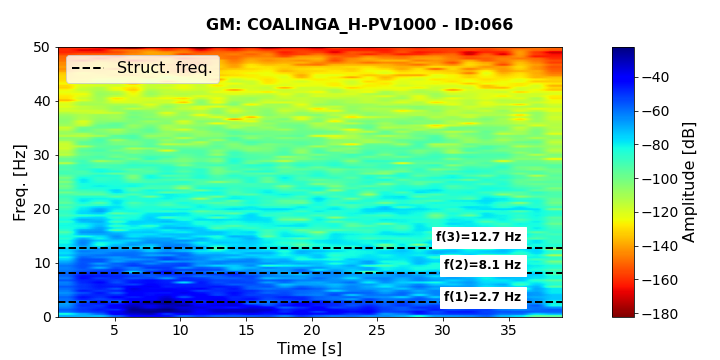 GM: COALINGA_H-PV1000 - ID:066
50
40
30
20
10
0
Freq. [Hz]
Struct. freq.
f(3)=12.7 Hz
f(2)=8.1 Hz
f(1)=2.7 Hz
5 10 15 20 25 30 35
Time [s]
−40
−60
−80
−100
−120
−140
−160
−180
Amplitude [dB]